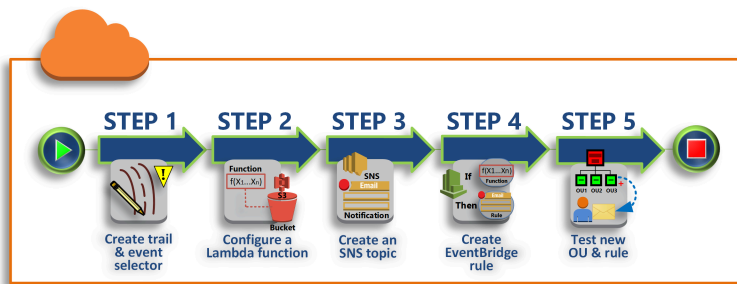 STEP 1
STEP 2
STEP 3
STEP 4
STEP 5
!
Function
f(X1...Xn)
S3
Bucket
SNS
Email
Notification
If
f(X1...Xn)
Function
Then
Email
Rule
OU1 OU2 OU3 +
Create trail
& event
selector
Configure a
Lambda function
Create an
SNS topic
Create
EventBridge
rule
Test new
OU & rule